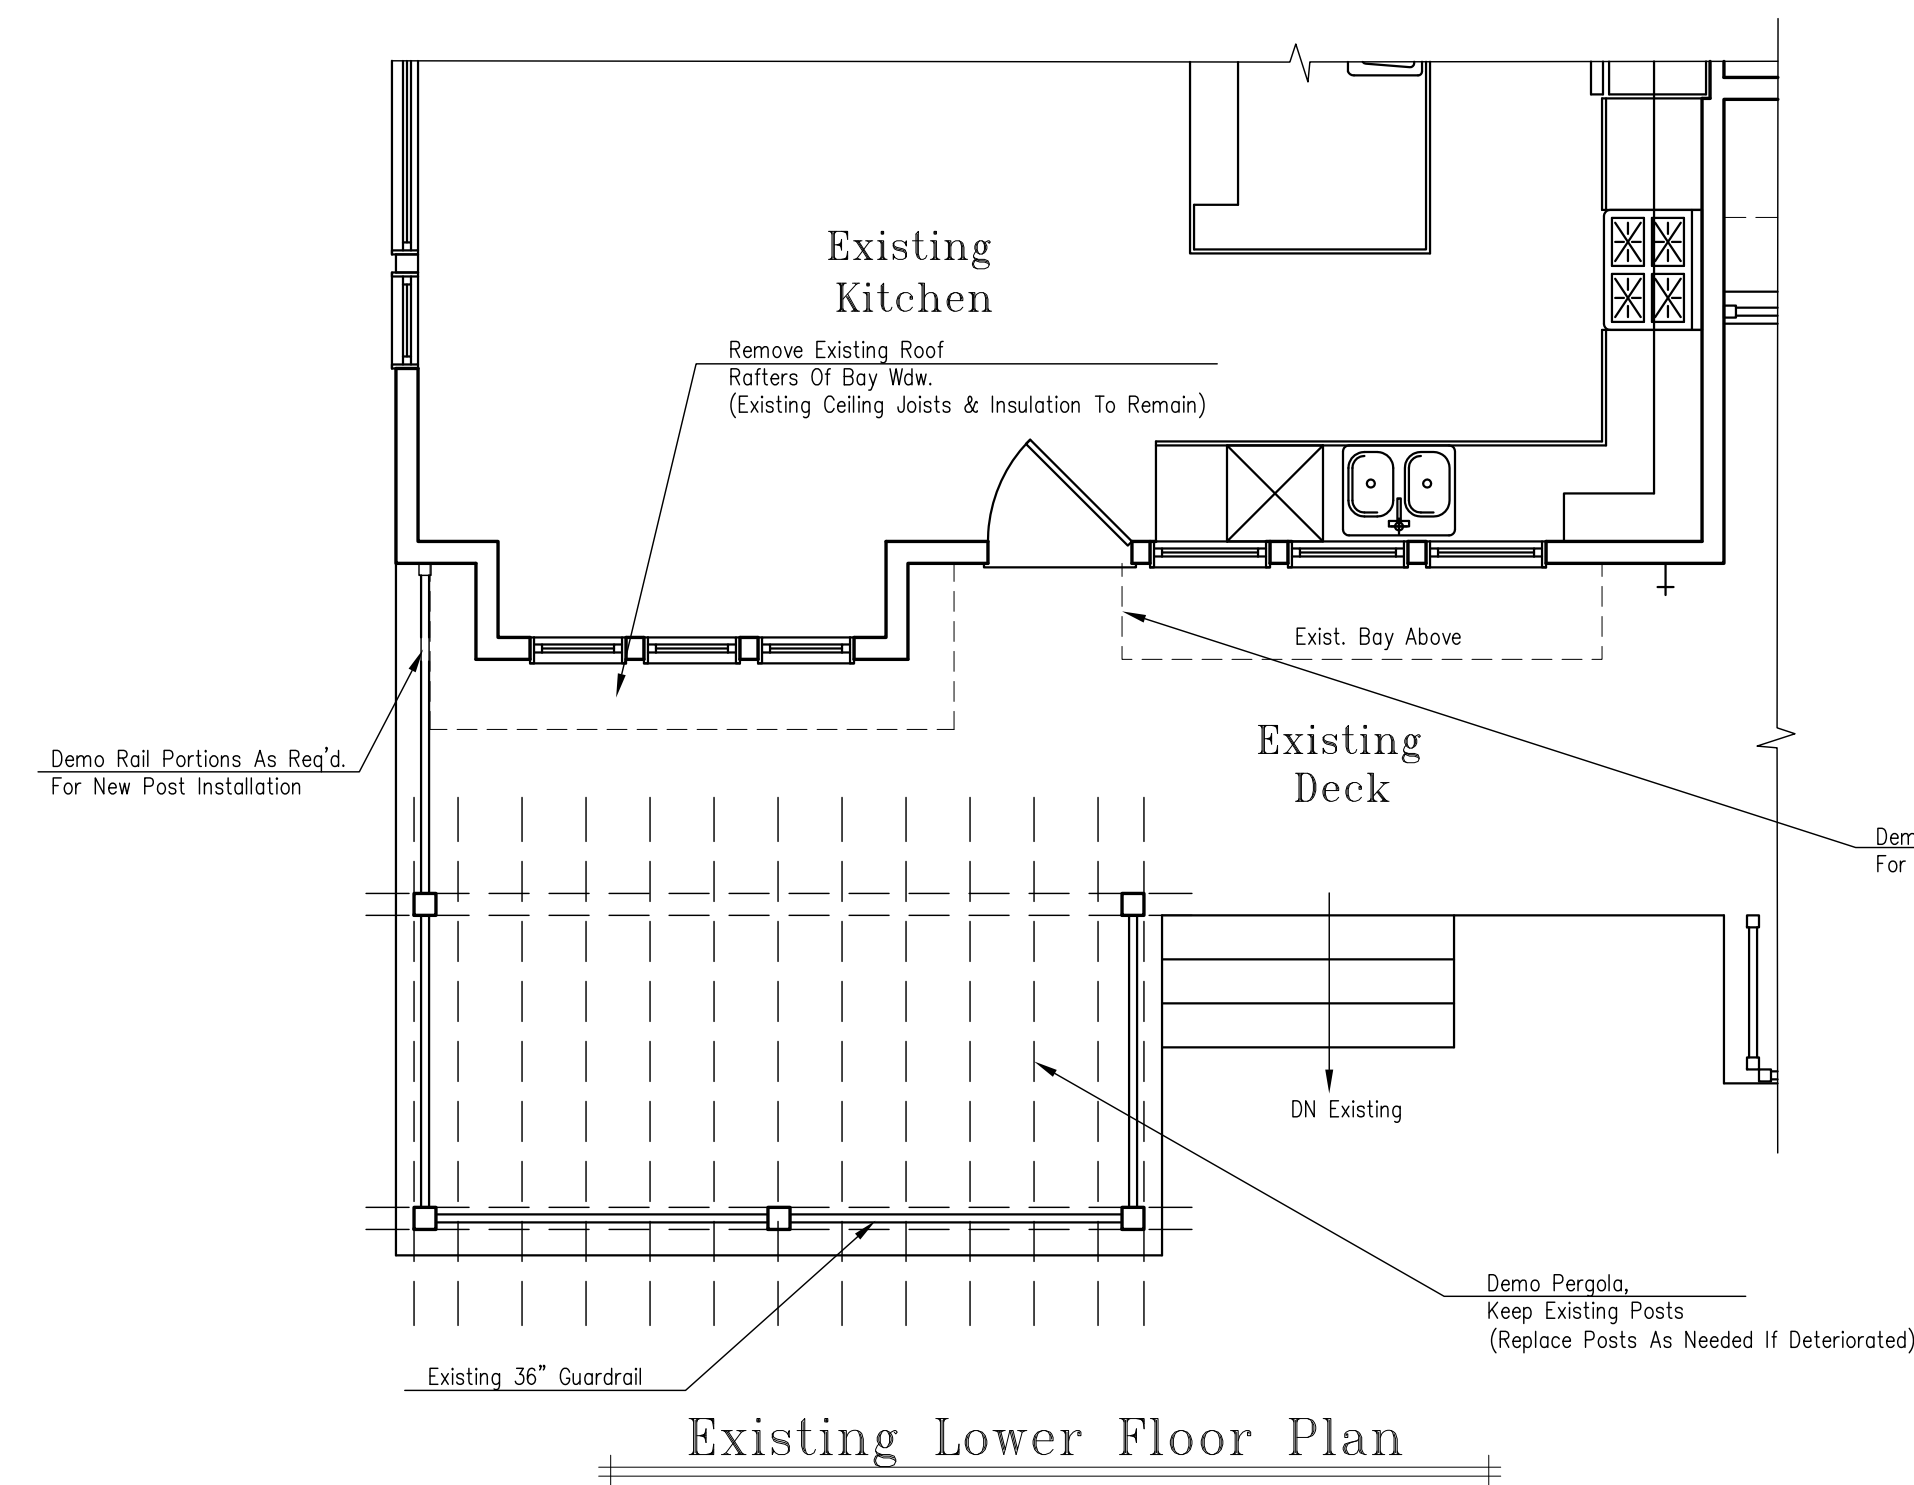 Existing
Kitchen
Remove Existing Roof
Rafters Of Bay Wdw.
(Existing Ceiling Joists & Insulation To Remain)
Exist. Bay Above
Existing
Deck
Demo Rail Portions As Req'd.
For New Post Installation
For
DN Existing
Demo Pergola,
Keep Existing Posts
(Replace Posts As Needed If Deteriorated)
Existing 36" Guardrail
Existing Lower Floor Plan